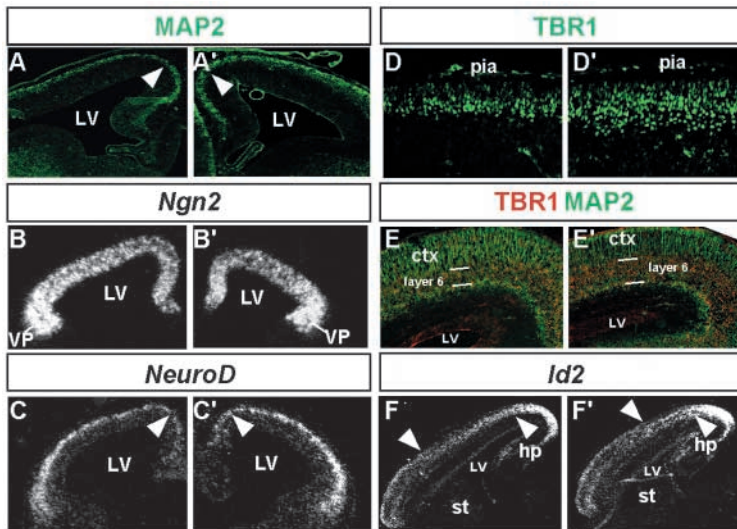 MAP2
TBR1
A
A'
LV
D
pia
D'
pia
Ngn2
TBR1 MAP2
B
B'
LV
LV
VP
VP
E
ctx
layer 6
LV
E'
ctx
layer 6
LV
NeuroD
Id2
C
C'
LV
LV
F
hp
LV
st
F'
hp
LV
st